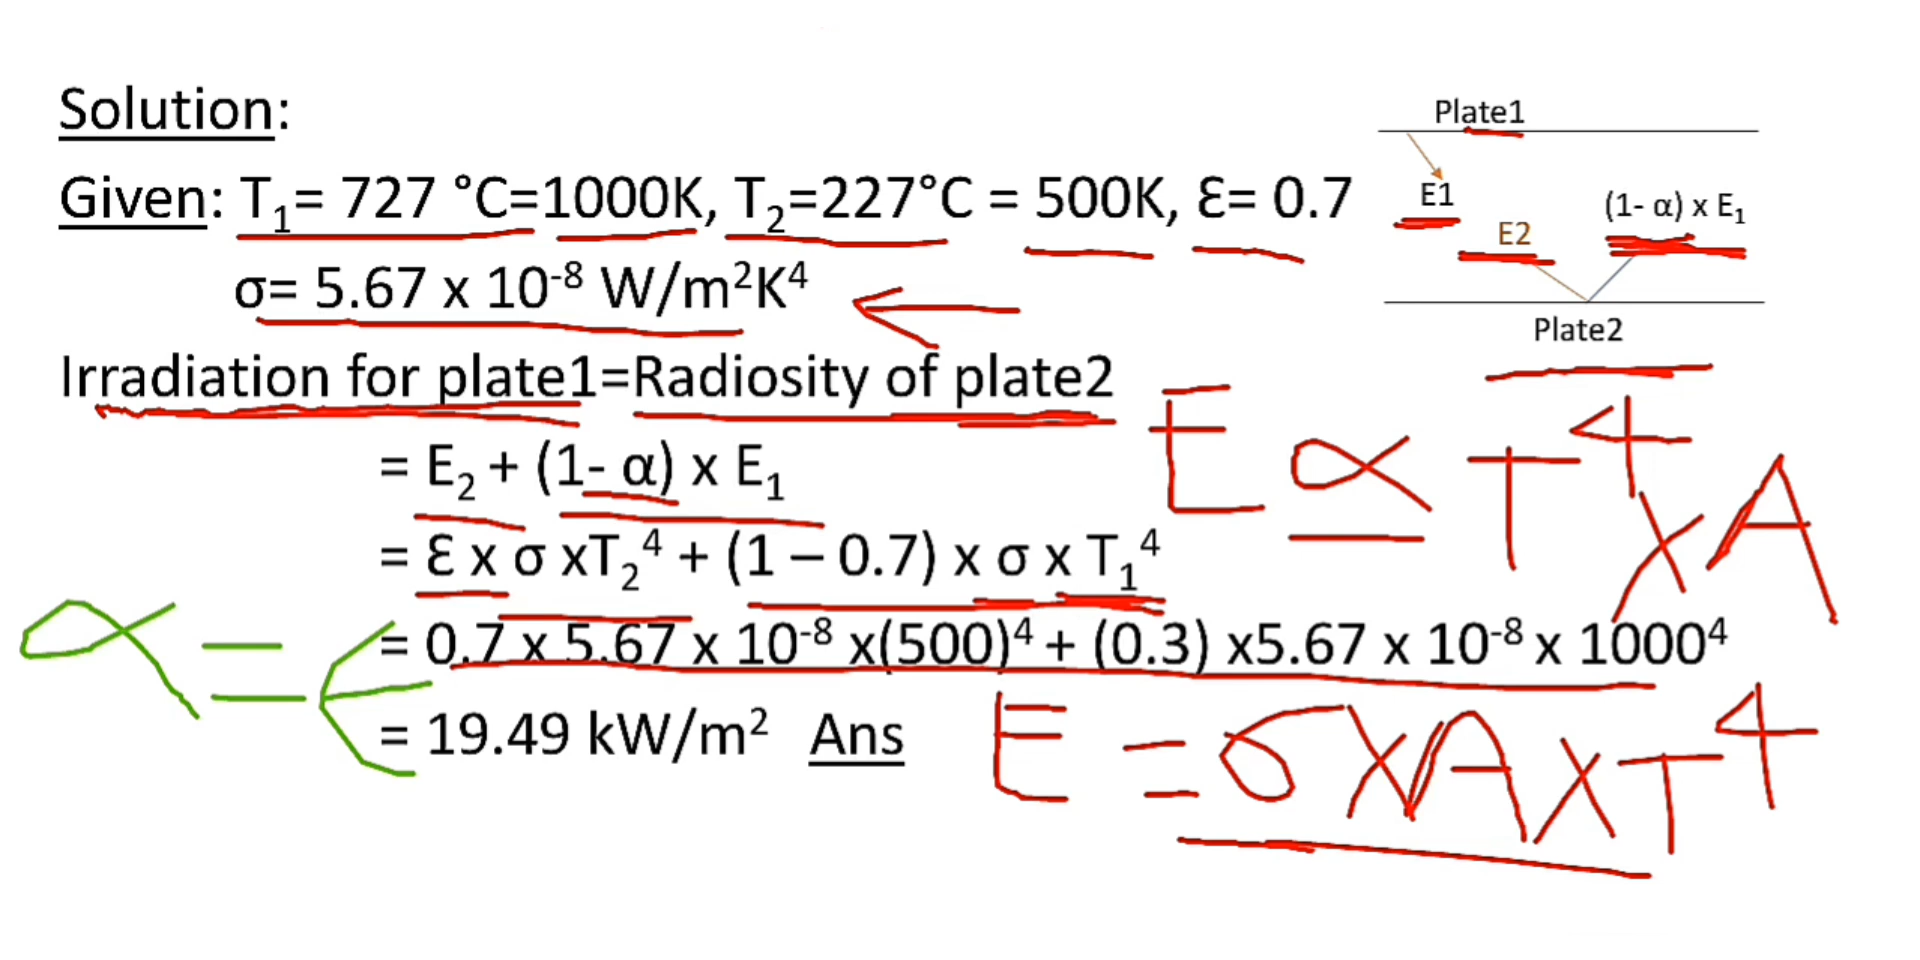 Solution:
Given: T₁= 727 °C=1000K, T₂=227°C = 500K, Ɛ= 0.7
σ= 5.67 x 10⁻⁸ W/m²K⁴
Plate1
E1
E2
(1- α) x E₁
Plate2
Irradiation for plate1=Radiosity of plate2
= E₂ + (1- α) x E₁
= Ɛ x σ xT₂⁴ + (1 – 0.7) x σ x T₁⁴
= 0.7 x 5.67 x 10⁻⁸ x(500)⁴ + (0.3) x5.67 x 10⁻⁸ x 1000⁴
= 19.49 kW/m² Ans
E ∝ T⁴ x A
α = ε
E = σ x A x T⁴